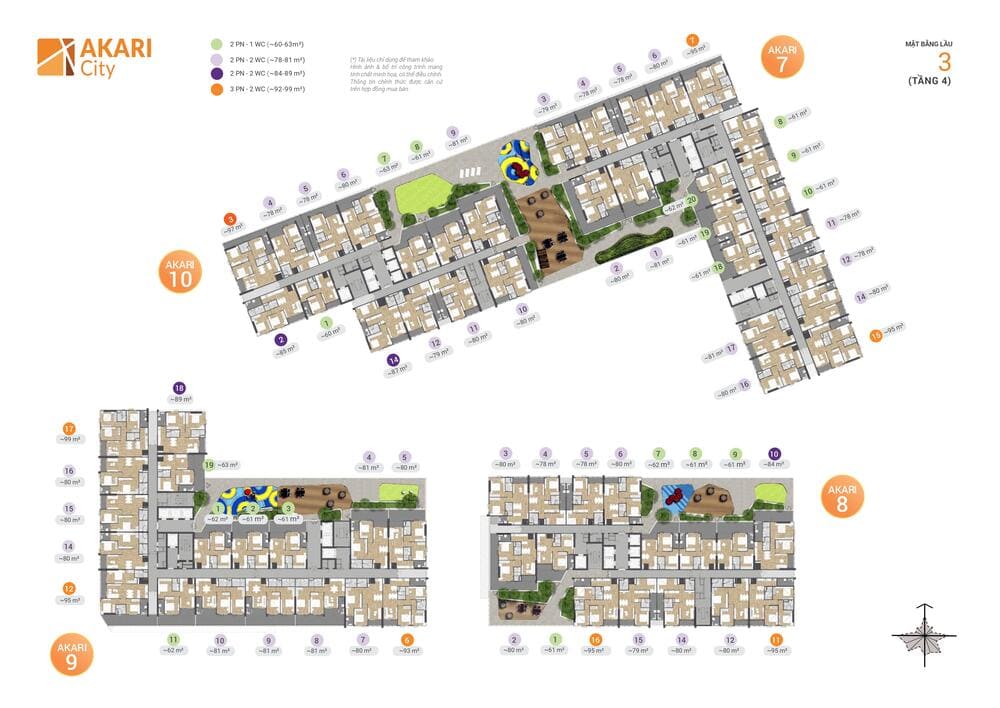 AKARI
City
2 PN - 1 WC (~60-63m²)
2 PN - 2 WC (~78-81 m²)
2 PN - 2 WC (~84-89 m²)
3 PN - 2 WC (~92-99 m²)
(*) Tài liệu chỉ dùng để tham khảo.
Hình ảnh & bố trí công trình mang
tính chất minh hoạ, có thể điều chỉnh.
Thông tin chính thức được căn cứ
trên hợp đồng mua bán.
MẶT BẰNG LẦU
3
(TẦNG 4)
AKARI
7
3
~79 m²
4
~78 m²
5
~78 m²
6
~80 m²
7
~95 m²
8
~61 m²
9
~61 m²
10
~61 m²
11
~78 m²
12
~78 m²
14
~80 m²
15
~95 m²
16
~80 m²
17
~81 m²
18
~61 m²
19
~61 m²
20
~62 m²
1
~81 m²
2
~80 m²
AKARI
10
3
~97 m²
4
~78 m²
5
~78 m²
6
~80 m²
7
~63 m²
8
~61 m²
9
~81 m²
10
~80 m²
11
~80 m²
12
~79 m²
14
~87 m²
1
~60 m²
2
~85 m²
18
~89 m²
17
~99 m²
16
~80 m²
15
~80 m²
14
~80 m²
12
~95 m²
19
~63 m²
1
~62 m²
2
~61 m²
3
~61 m²
4
~81 m²
5
~80 m²
11
~62 m²
10
~81 m²
9
~81 m²
8
~81 m²
7
~80 m²
6
~93 m²
AKARI
9
3
~80 m²
4
~78 m²
5
~78 m²
6
~80 m²
7
~62 m²
8
~61 m²
9
~61 m²
10
~84 m²
AKARI
8
2
~80 m²
1
~61 m²
16
~95 m²
15
~79 m²
14
~80 m²
12
~80 m²
11
~95 m²